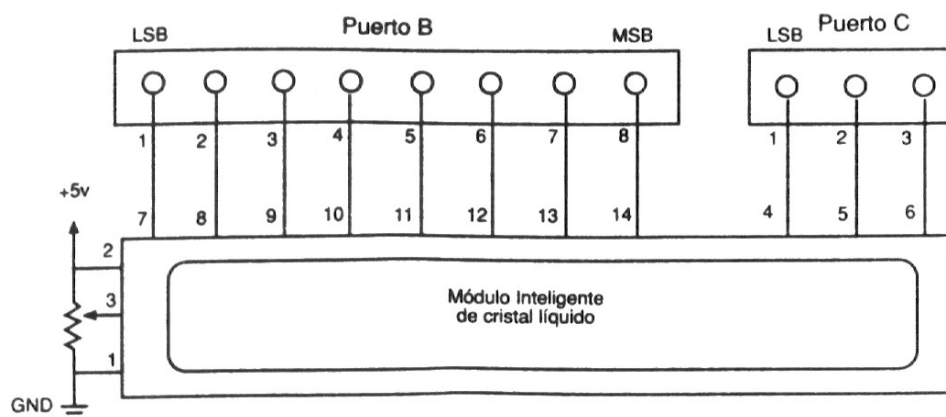 Puerto B
Puerto C
LSB
MSB
LSB
1 2 3 4 5 6 7 8
1 2 3
+5v
7 8 9 10 11 12 13 14
4 5 6
2
3
1
Módulo Inteligente
de cristal líquido
GND